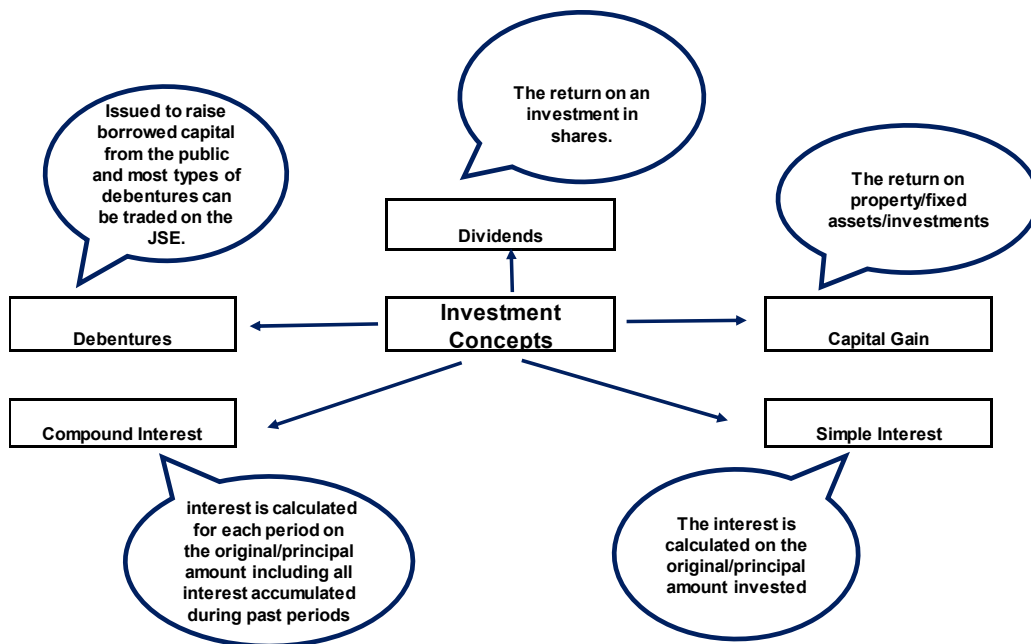 The return on an
investment in
shares.
Issued to raise
borrowed capital
from the public
and most types of
debentures can
be traded on the
JSE.
The return on
property/fixed
assets/investments
Dividends
Debentures
Investment
Concepts
Capital Gain
Compound Interest
Simple Interest
interest is calculated
for each period on
the original/principal
amount including all
interest accumulated
during past periods
The interest is
calculated on the
original/principal
amount invested